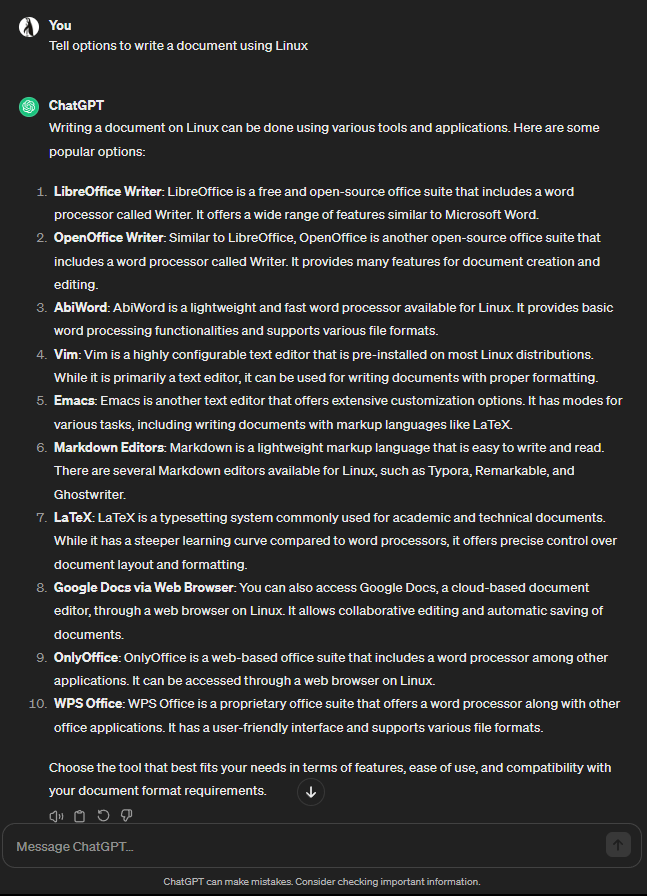 You
Tell options to write a document using Linux
ChatGPT
Writing a document on Linux can be done using various tools and applications. Here are some
popular options:
1. LibreOffice Writer: LibreOffice is a free and open-source office suite that includes a word
processor called Writer. It offers a wide range of features similar to Microsoft Word.
2. OpenOffice Writer: Similar to LibreOffice, OpenOffice is another open-source office suite that
includes a word processor called Writer. It provides many features for document creation and
editing.
3. AbiWord: AbiWord is a lightweight and fast word processor available for Linux. It provides basic
word processing functionalities and supports various file formats.
4. Vim: Vim is a highly configurable text editor that is pre-installed on most Linux distributions.
While it is primarily a text editor, it can be used for writing documents with proper formatting.
5. Emacs: Emacs is another text editor that offers extensive customization options. It has modes for
various tasks, including writing documents with markup languages like LaTeX.
6. Markdown Editors: Markdown is a lightweight markup language that is easy to write and read.
There are several Markdown editors available for Linux, such as Typora, Remarkable, and
Ghostwriter.
7. LaTeX: LaTeX is a typesetting system commonly used for academic and technical documents.
While it has a steeper learning curve compared to word processors, it offers precise control over
document layout and formatting.
8. Google Docs via Web Browser: You can also access Google Docs, a cloud-based document
editor, through a web browser on Linux. It allows collaborative editing and automatic saving of
documents.
9. OnlyOffice: OnlyOffice is a web-based office suite that includes a word processor among other
applications. It can be accessed through a web browser on Linux.
10. WPS Office: WPS Office is a proprietary office suite that offers a word processor along with other
office applications. It has a user-friendly interface and supports various file formats.
Choose the tool that best fits your needs in terms of features, ease of use, and compatibility with
your document format requirements.
Message ChatGPT...
ChatGPT can make mistakes. Consider checking important information.